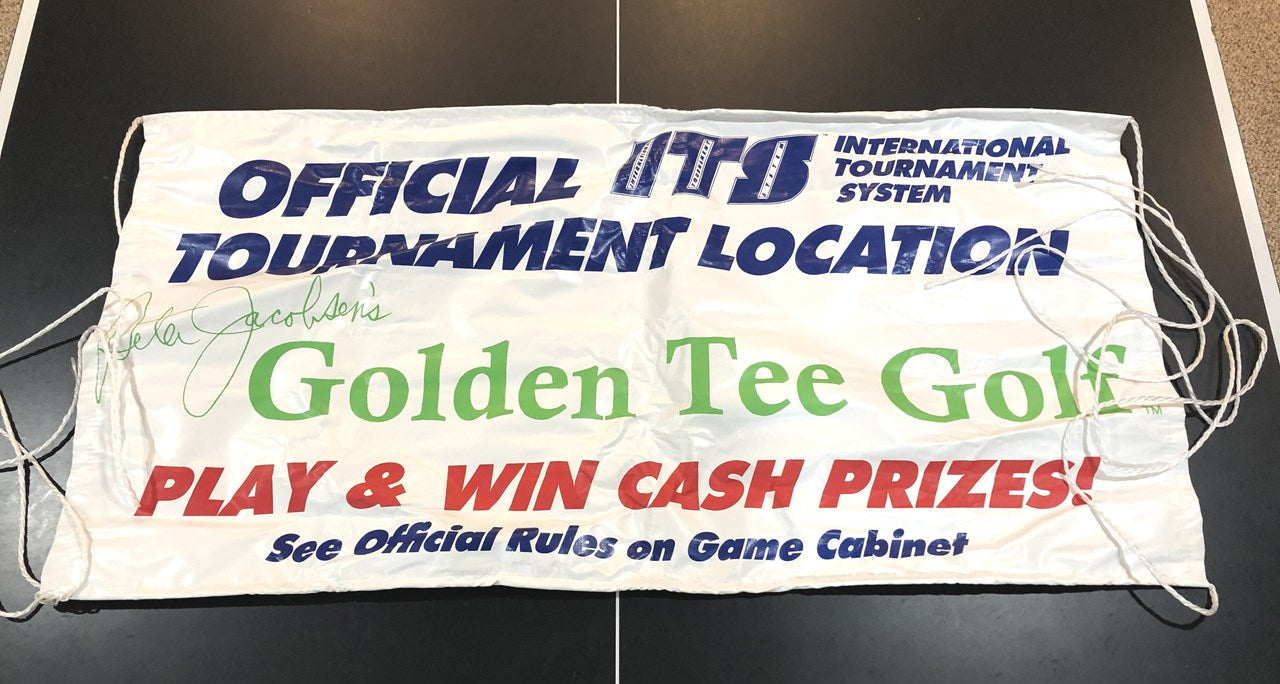 OFFICIAL ITS INTERNATIONAL
TOURNAMENT
SYSTEM
TOURNAMENT LOCATION
Peter Jacobsen's
Golden Tee Golf™
PLAY & WIN CASH PRIZES!
See Official Rules on Game Cabinet